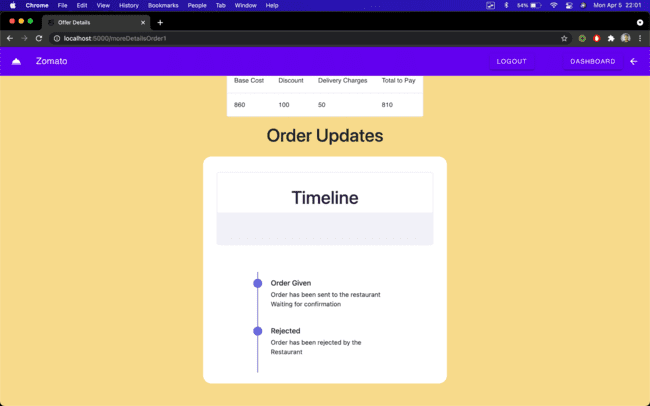 Chrome File Edit View History Bookmarks People Tab Window Help 54% Mon Apr 5 22:01
Offer Details
localhost:5000/moreDetailsOrder1
Zomato LOGOUT DASHBOARD
Base Cost Discount Delivery Charges Total to Pay
860 100 50 810
Order Updates
Timeline
Order Given
Order has been sent to the restaurant
Waiting for confirmation
Rejected
Order has been rejected by the
Restaurant